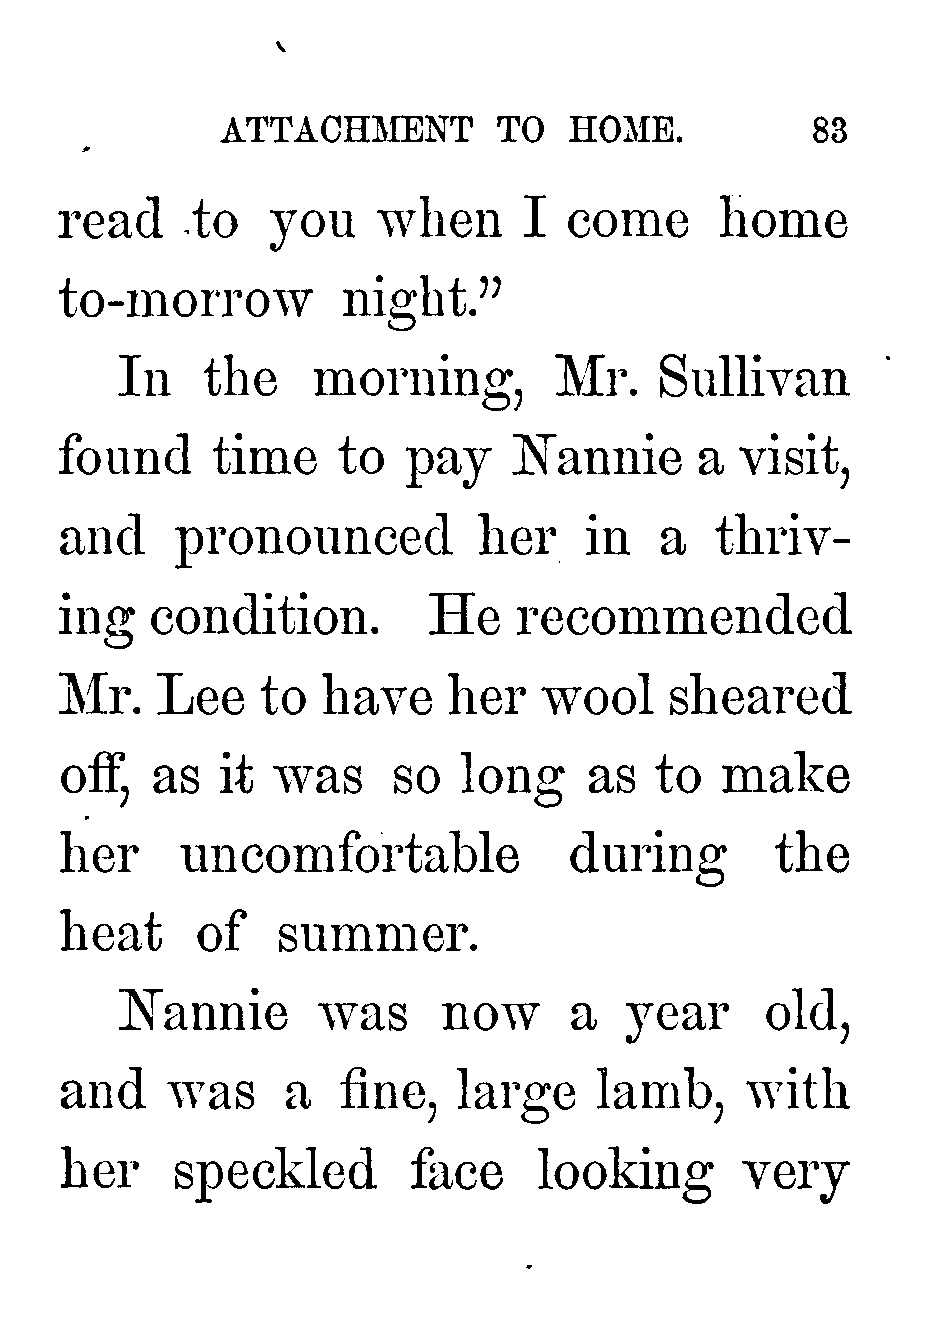 ATTACHMENT TO HOME. 83
read to you when I come home
to-morrow night.”
In the morning, Mr. Sullivan
found time to pay Nannie a visit,
and pronounced her in a thriv-
ing condition. He recommended
Mr. Lee to have her wool sheared
off, as it was so long as to make
her uncomfortable during the
heat of summer.
Nannie was now a year old,
and was a fine, large lamb, with
her speckled face looking very